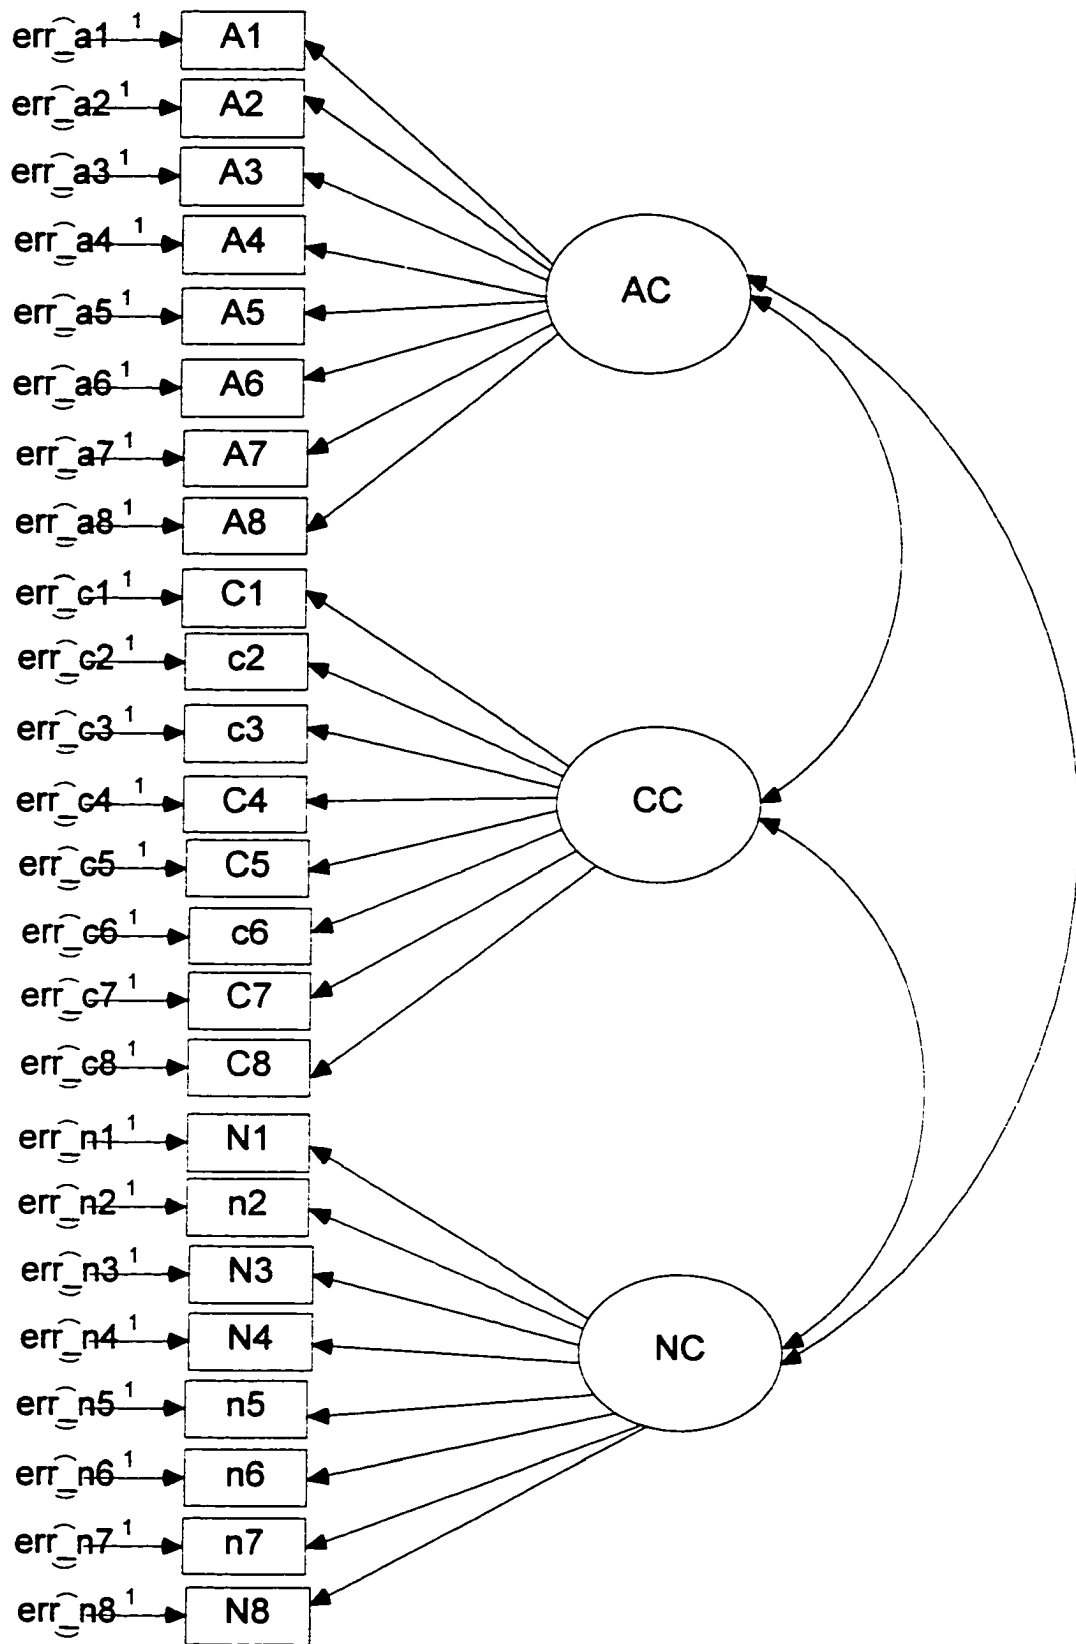 err_a1 1 A1
err_a2 1 A2
err_a3 1 A3
err_a4 1 A4
AC
err_a5 1 A5
err_a6 1 A6
err_a7 1 A7
err_a8 1 A8
err_c1 1 C1
err_c2 1 c2
err_c3 1 c3
err_c4 1 C4
CC
err_c5 1 C5
err_c6 1 c6
err_c7 1 C7
err_c8 1 C8
err_n1 1 N1
err_n2 1 n2
err_n3 1 N3
err_n4 1 N4
NC
err_n5 1 n5
err_n6 1 n6
err_n7 1 n7
err_n8 1 N8